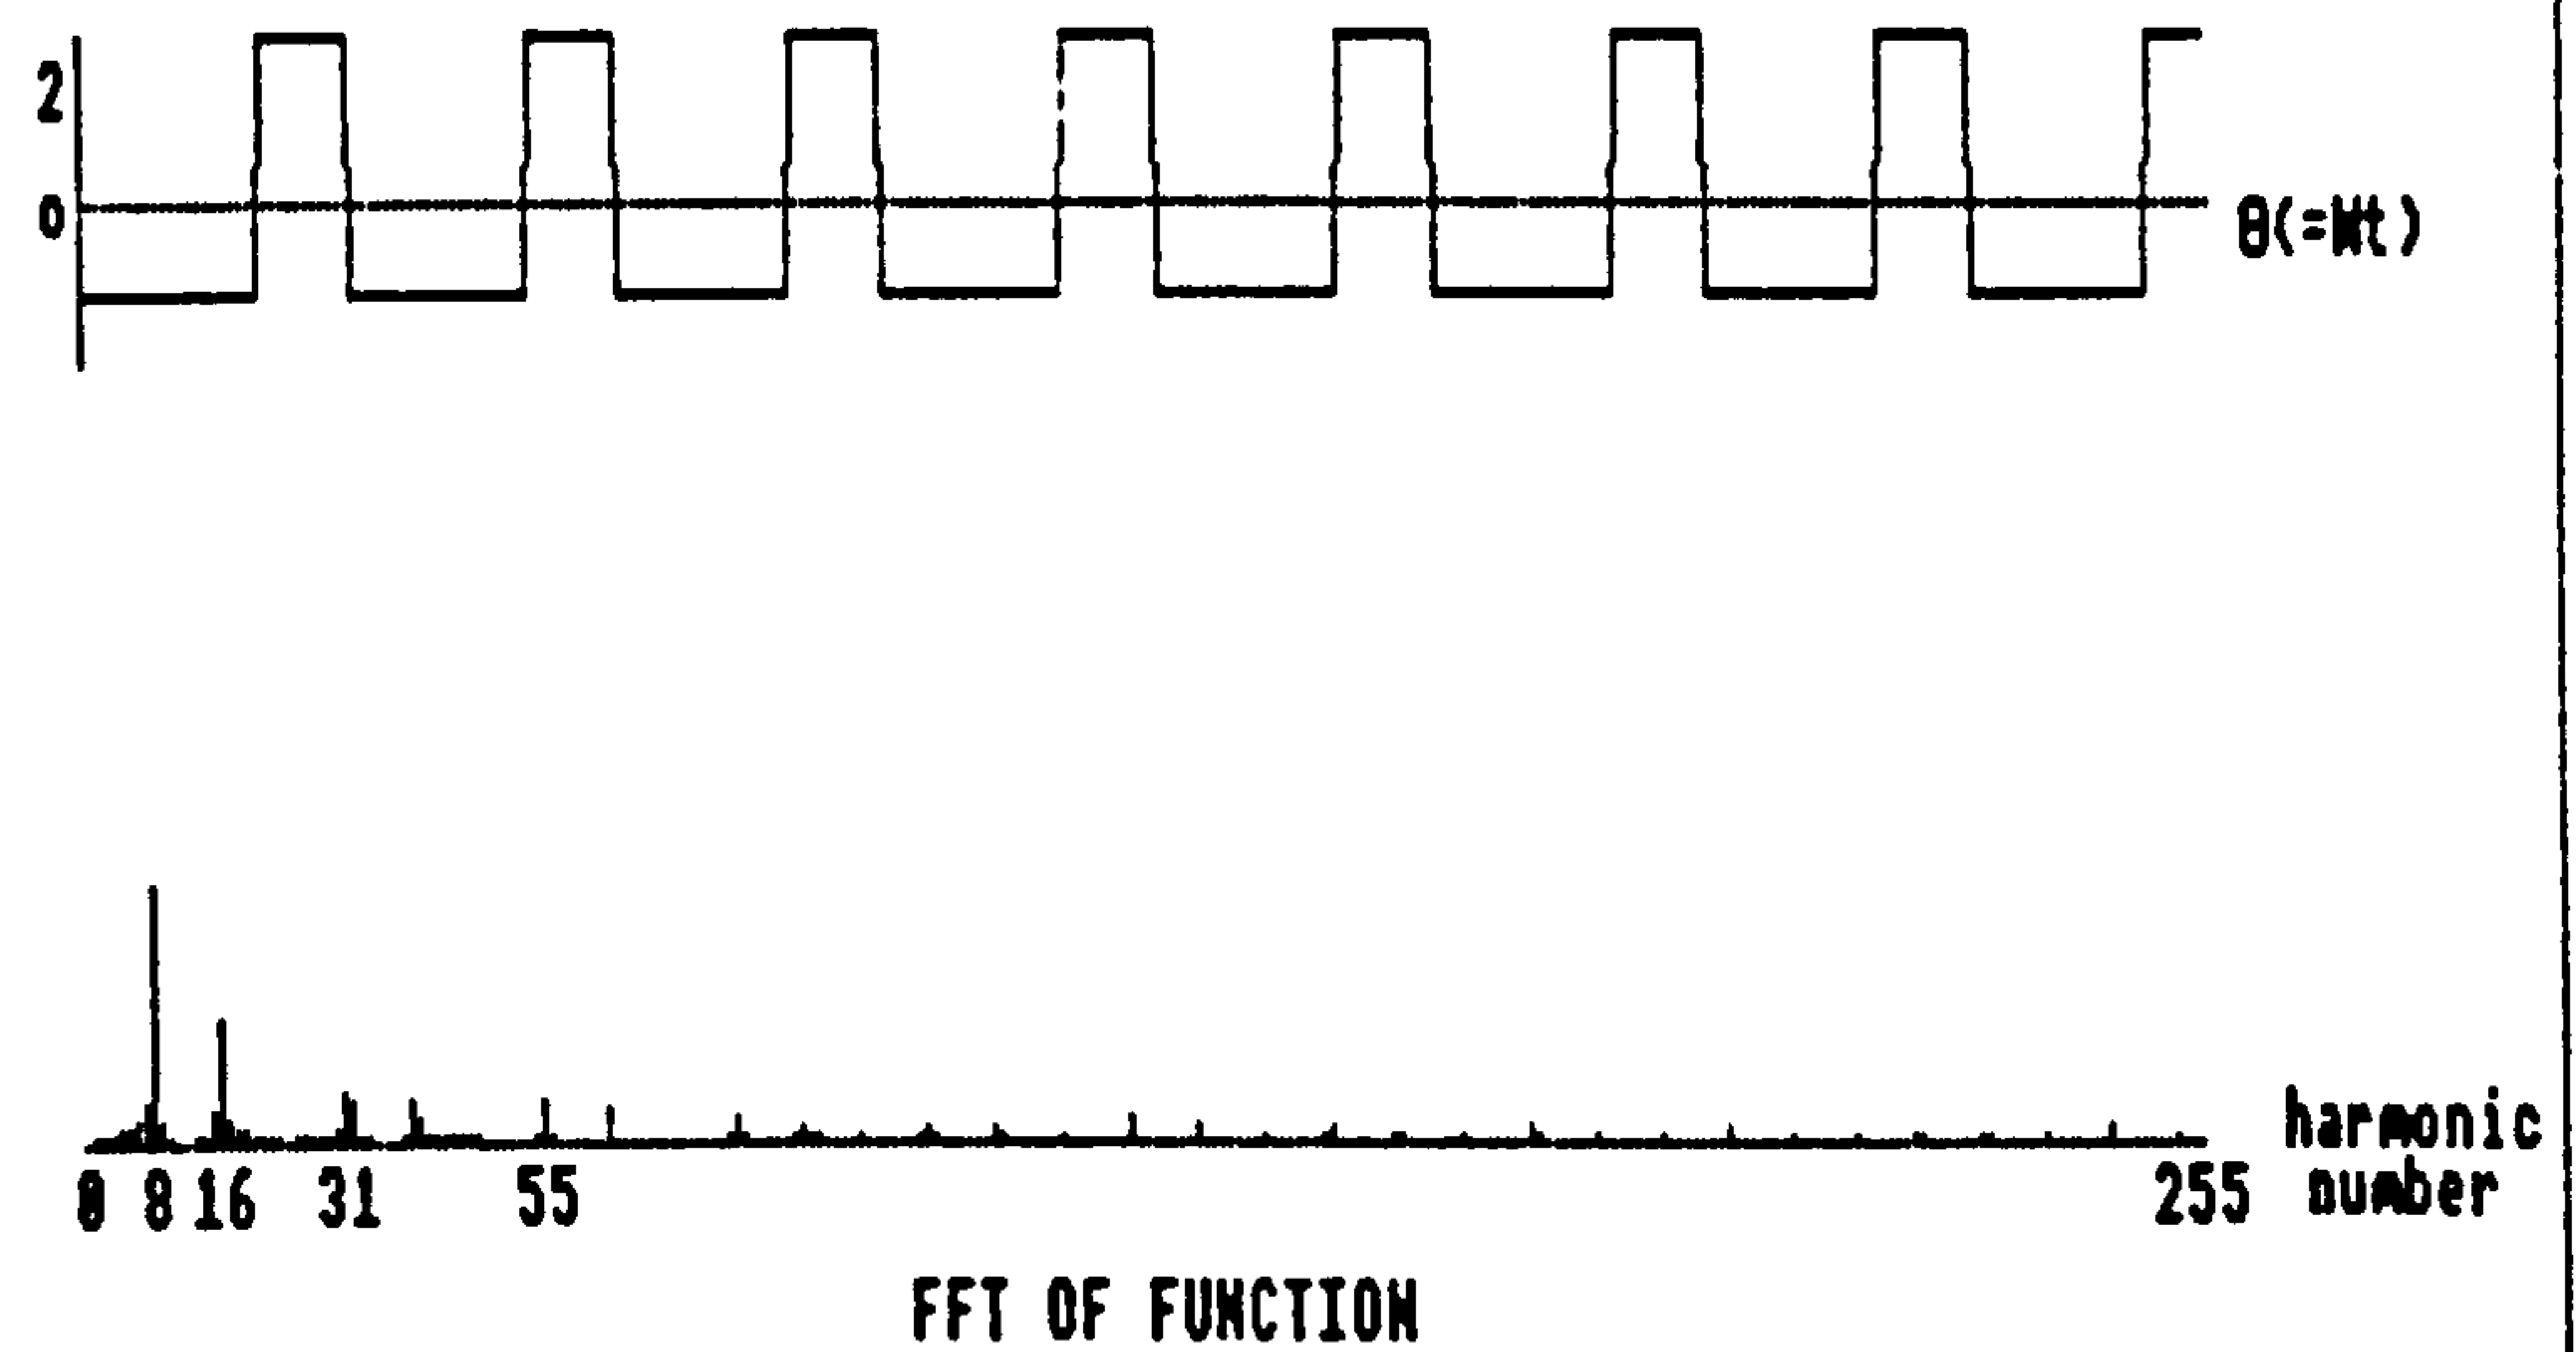 2
0
θ(=Wt)
harmonic
number
0 8 16 31 55 255
FFT OF FUNCTION